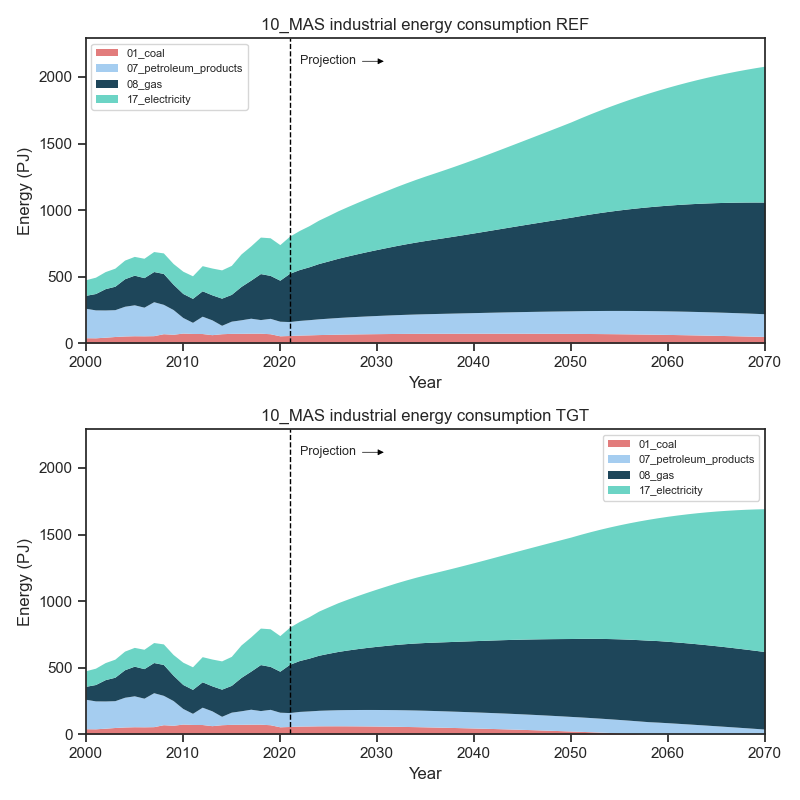 10_MAS industrial energy consumption REF
01_coal
07_petroleum_products
08_gas
17_electricity
Projection
2000
1500
1000
500
0
Energy (PJ)
2000 2010 2020 2030 2040 2050 2060 2070
Year
10_MAS industrial energy consumption TGT
Projection
01_coal
07_petroleum_products
08_gas
17_electricity
2000
1500
1000
500
0
Energy (PJ)
2000 2010 2020 2030 2040 2050 2060 2070
Year